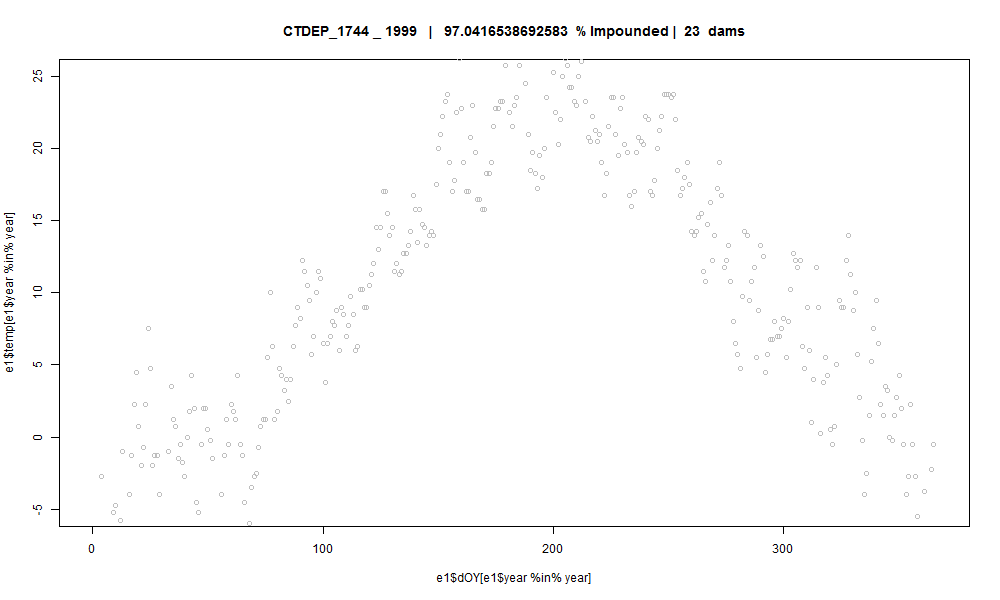 CTDEP_1744 _ 1999 | 97.0416538692583 % Impounded | 23 dams
25
20
15
10
5
0
-5
e1$temp[e1$year %in% year]
0 100 200 300
e1$dOY[e1$year %in% year]